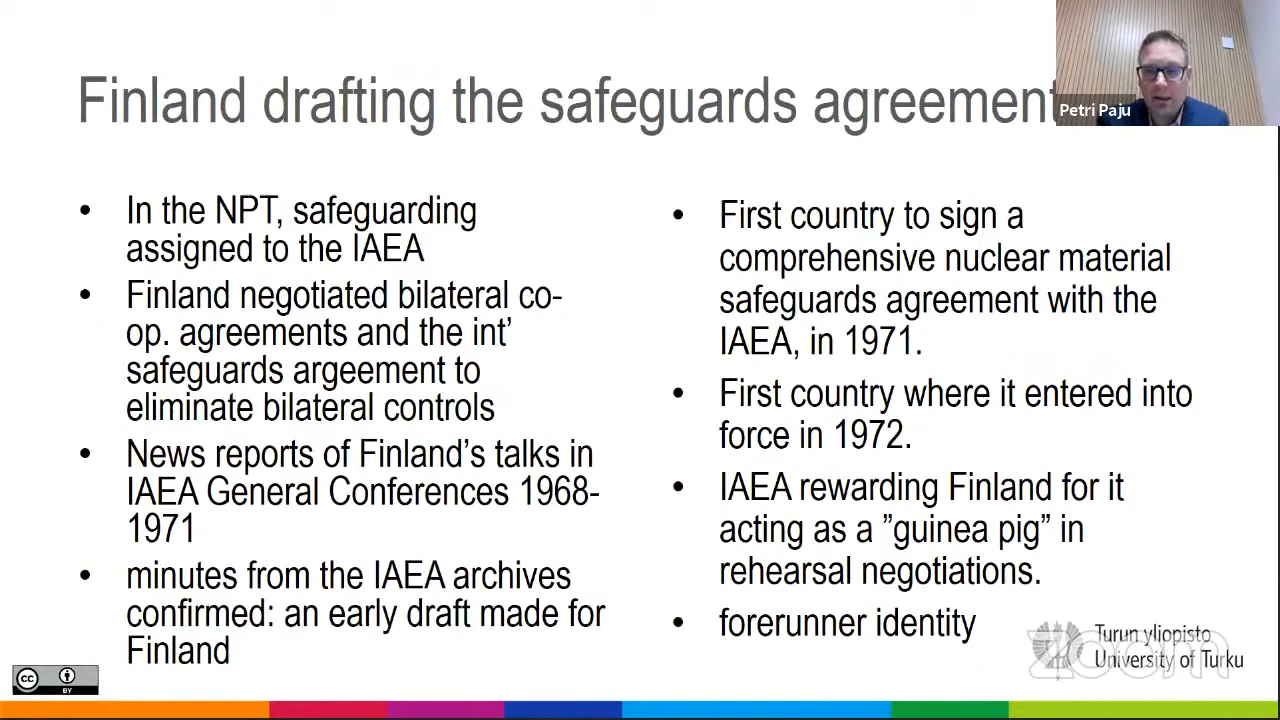 Finland drafting the safeguards agreement
Petri Paju
• In the NPT, safeguarding
assigned to the IAEA
• Finland negotiated bilateral co-
op. agreements and the int’
safeguards argeement to
eliminate bilateral controls
• News reports of Finland’s talks in
IAEA General Conferences 1968-
1971
• minutes from the IAEA archives
confirmed: an early draft made for
Finland
• First country to sign a
comprehensive nuclear material
safeguards agreement with the
IAEA, in 1971.
• First country where it entered into
force in 1972.
• IAEA rewarding Finland for it
acting as a ”guinea pig” in
rehearsal negotiations.
• forerunner identity
Turun yliopisto
University of Turku
zoom
cc
BY